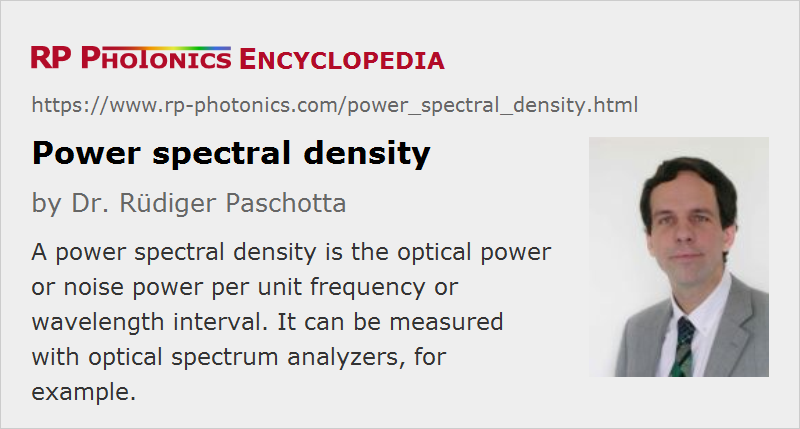 RP PHOTONICS ENCYCLOPEDIA
https://www.rp-photonics.com/power_spectral_density.html
Power spectral density
by Dr. Rüdiger Paschotta
A power spectral density is the optical power
or noise power per unit frequency or
wavelength interval. It can be measured
with optical spectrum analyzers, for
example.